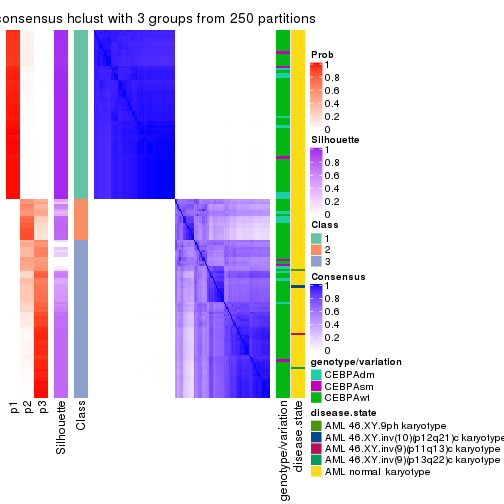 consensus hclust with 3 groups from 250 partitions
Prob
1
0.8
0.6
0.4
0.2
0
Silhouette
1
0.8
0.6
0.4
0.2
0
Class
1
2
3
Consensus
1
0.8
0.6
0.4
0.2
0
genotype/variation
CEBPAdm
CEBPAsm
CEBPAwt
disease.state
AML 46.XY.9ph karyotype
AML 46.XY.inv(10)(p12q21)c karyotype
AML 46.XY.inv(9)(p11q13)c karyotype
AML 46.XY.inv(9)(p13q22)c karyotype
AML normal karyotype
p1
p2
p3
Silhouette
Class
genotype/variation
disease.state